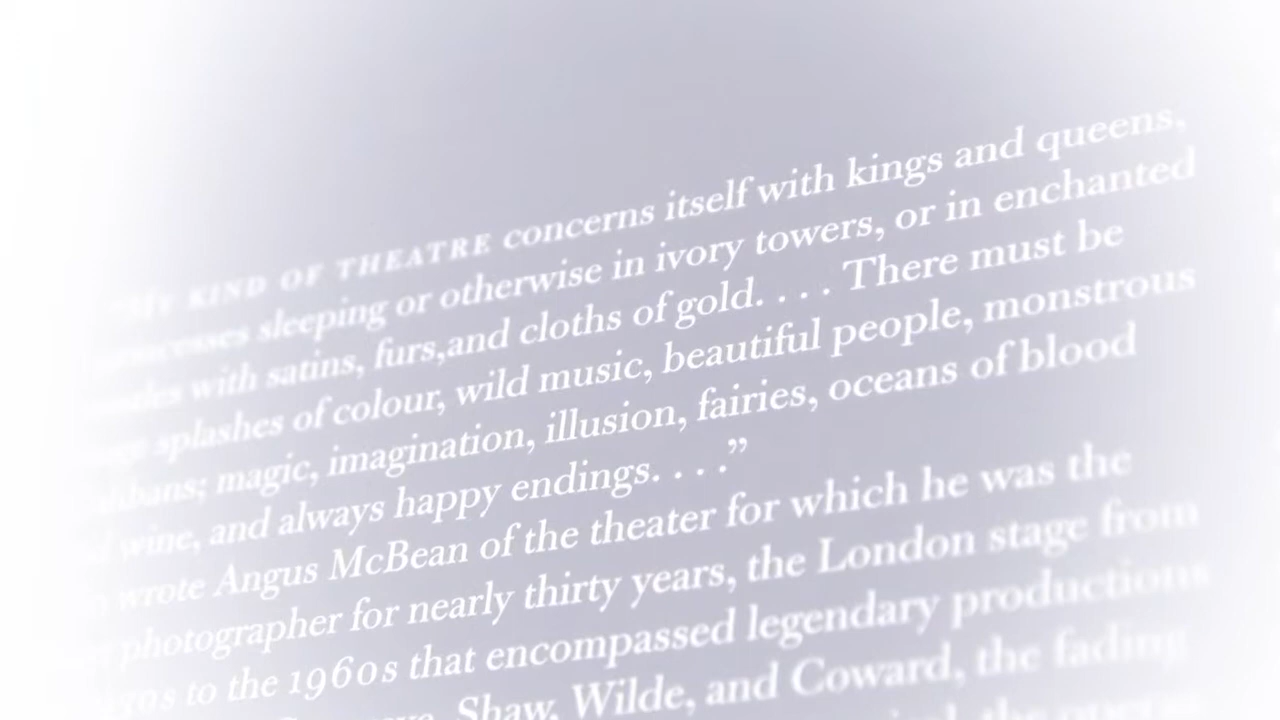 “MY KIND OF THEATRE concerns itself with kings and queens,
sleeping or otherwise in ivory towers, or in enchanted
with satins, furs,and cloths of gold. . . . There must be
splashes of colour, wild music, beautiful people, monstrous
magic, imagination, illusion, fairies, oceans of blood
wine, and always happy endings. . . .”
wrote Angus McBean of the theater for which he was the
photographer for nearly thirty years, the London stage from
to the 1960s that encompassed legendary productions
Shaw, Wilde, and Coward, the fading